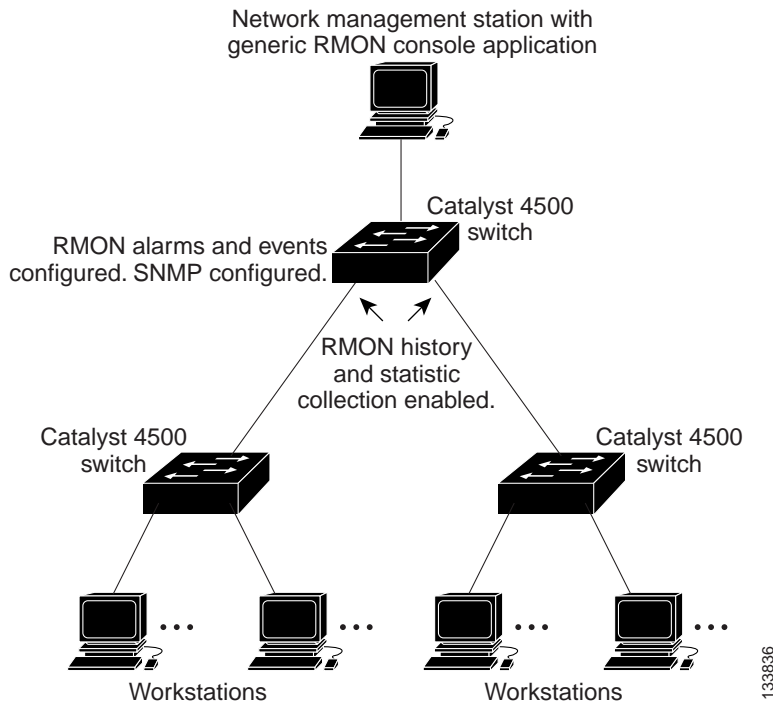 Network management station with
generic RMON console application
Catalyst 4500
switch
RMON alarms and events
configured. SNMP configured.
RMON history
and statistic
collection enabled.
Catalyst 4500
switch
Catalyst 4500
switch
Workstations
Workstations
133836